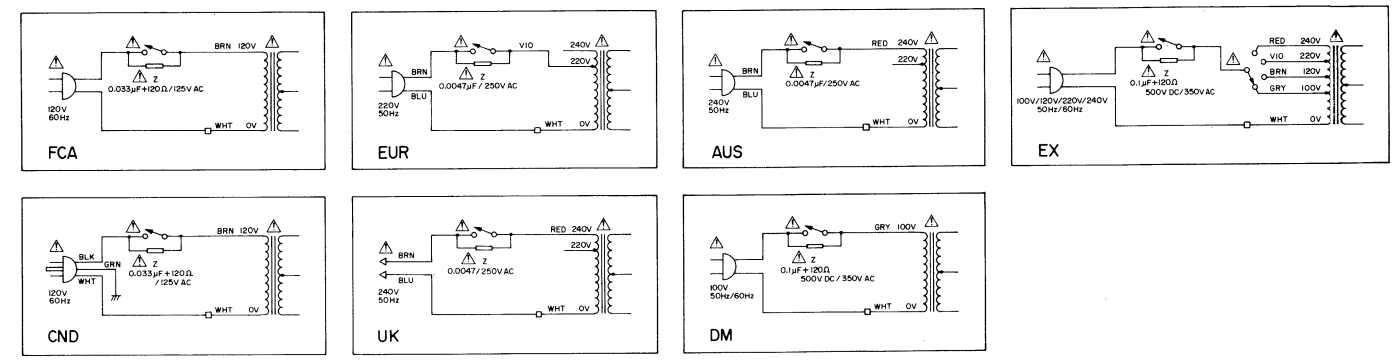 BRN 120V
Z
0.033μF+120Ω/125V AC
120V
60Hz
WHT 0V
FCA
VIO 240V
220V
BRN
Z
0.0047μF/250V AC
BLU
220V
50Hz
WHT 0V
EUR
RED 240V
220V
BRN
Z
0.0047μF/250V AC
BLU
240V
50Hz
WHT 0V
AUS
RED 240V
VIO 220V
BRN 120V
GRY 100V
Z
0.1μF+120Ω
500V DC/350V AC
100V/120V/220V/240V
50Hz/60Hz
WHT 0V
EX
BRN 120V
BLK
GRN
WHT
Z
0.033μF+120Ω
/125V AC
120V
60Hz
WHT 0V
CND
RED 240V
220V
BRN
Z
0.0047/250V AC
BLU
240V
50Hz
WHT 0V
UK
GRY 100V
Z
0.1μF+120Ω
500V DC/350V AC
100V
50Hz/60Hz
WHT 0V
DM